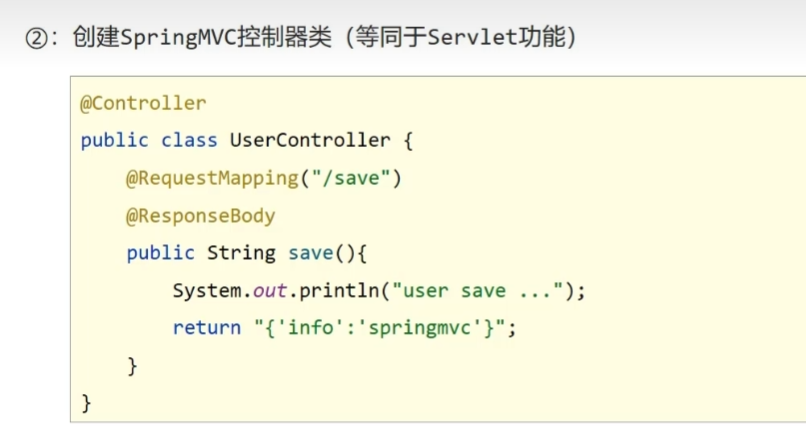 ②：创建SpringMVC控制器类（等同于Servlet功能）
@Controller
public class UserController {
    @RequestMapping("/save")
    @ResponseBody
    public String save(){
        System.out.println("user save ...");
        return "{'info':'springmvc'}";
    }
}